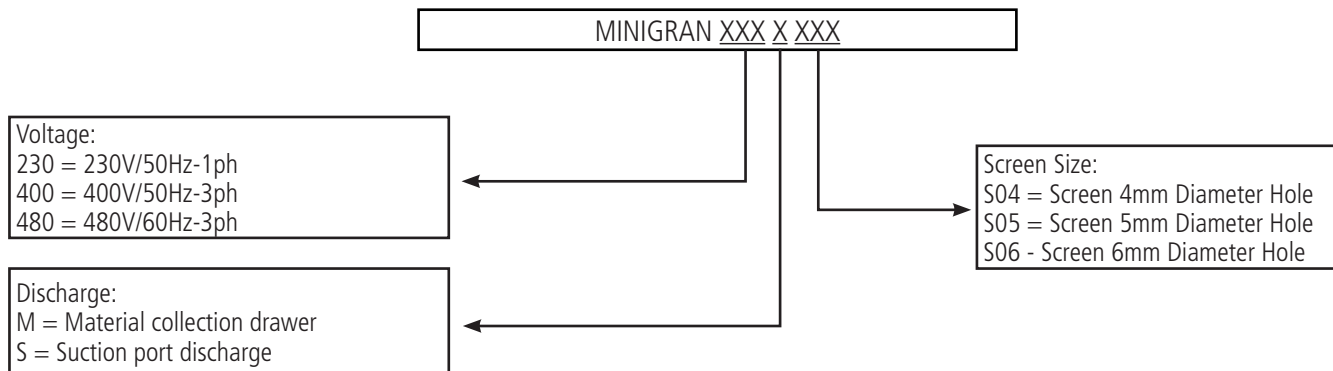 MINIGRAN XXX X XXX
Voltage:
230 = 230V/50Hz-1ph
400 = 400V/50Hz-3ph
480 = 480V/60Hz-3ph
Discharge:
M = Material collection drawer
S = Suction port discharge
Screen Size:
S04 = Screen 4mm Diameter Hole
S05 = Screen 5mm Diameter Hole
S06 - Screen 6mm Diameter Hole